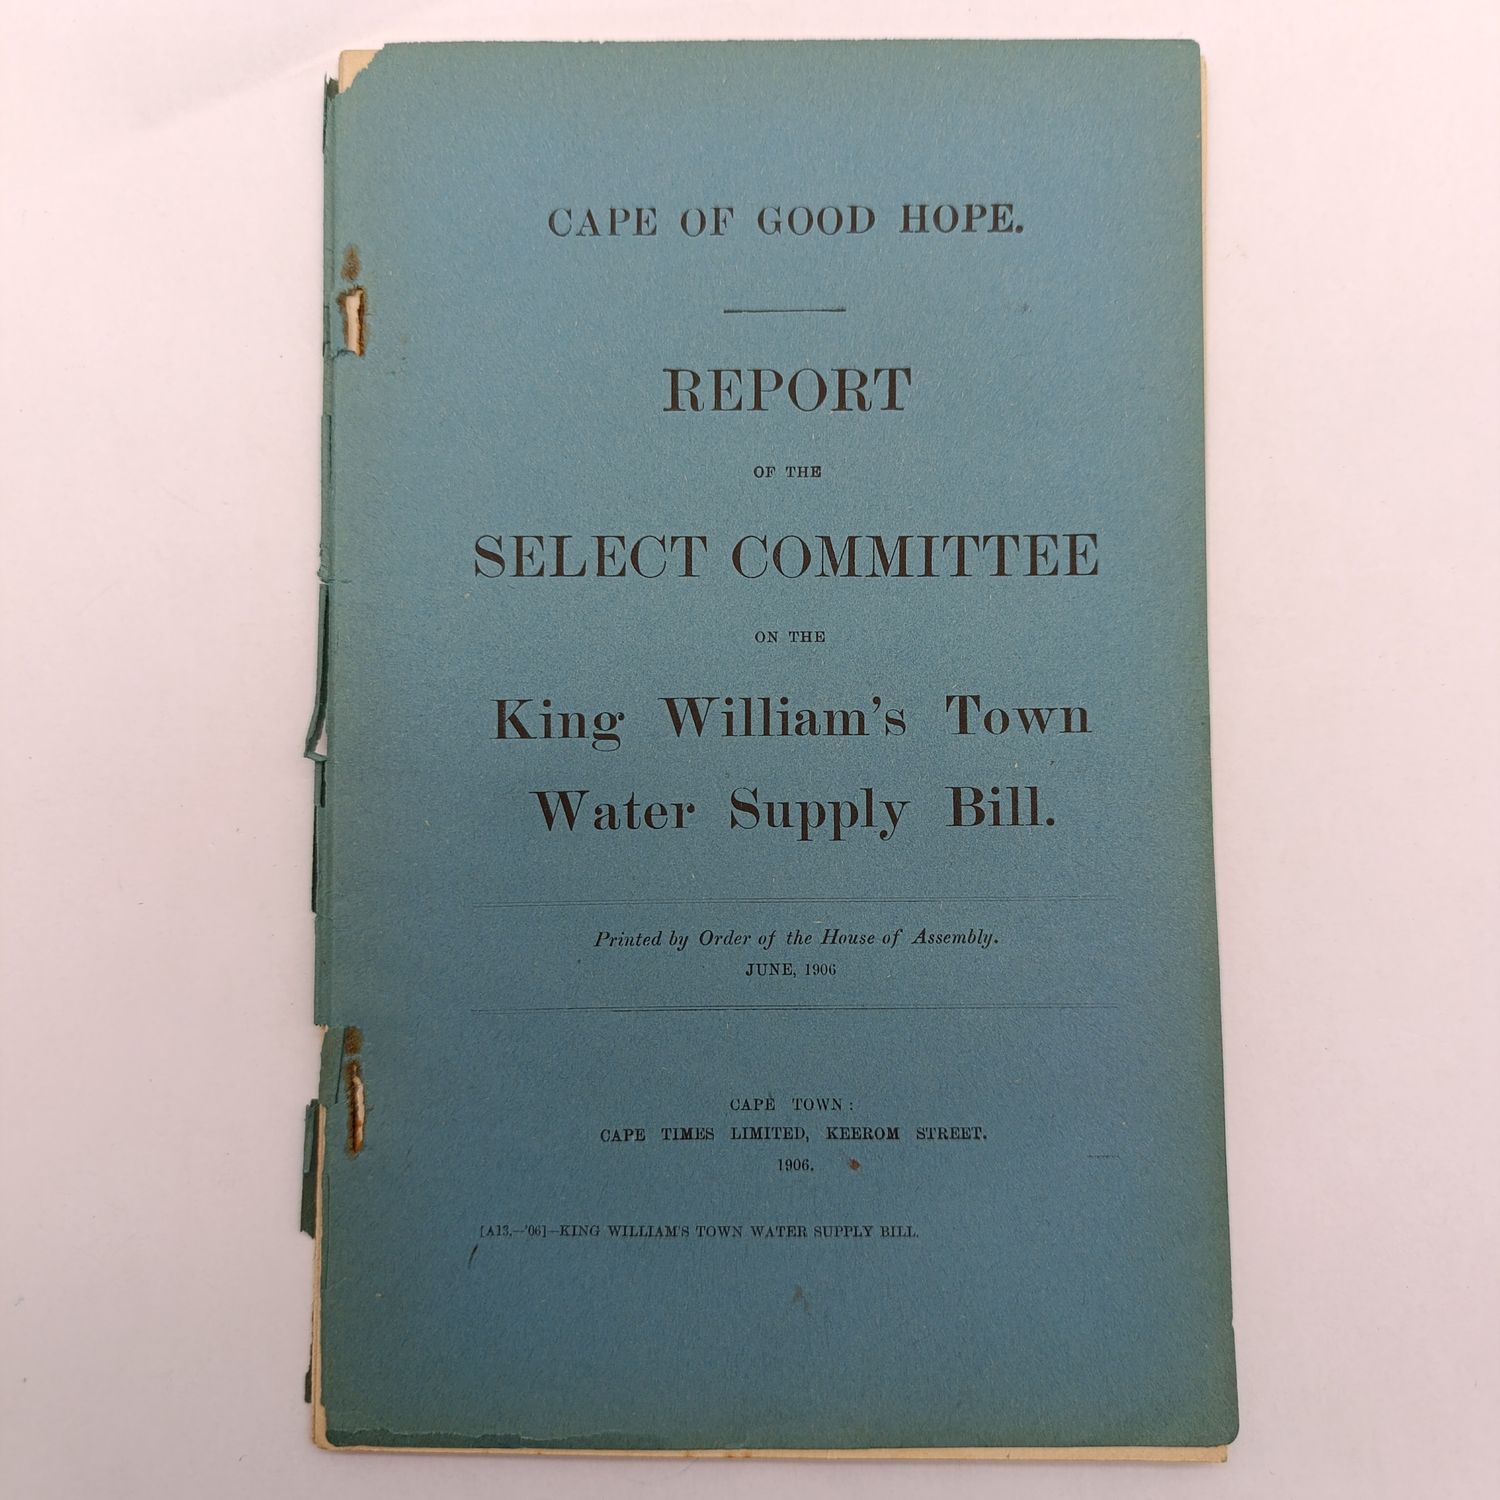 CAPE OF GOOD HOPE.
REPORT
OF THE
SELECT COMMITTEE
ON THE
King William's Town
Water Supply Bill.
Printed by Order of the House of Assembly.
JUNE, 1906
CAPE TOWN:
CAPE TIMES LIMITED, KEEROM STREET.
1906.
[A13.—'06]—KING WILLIAM'S TOWN WATER SUPPLY BILL.